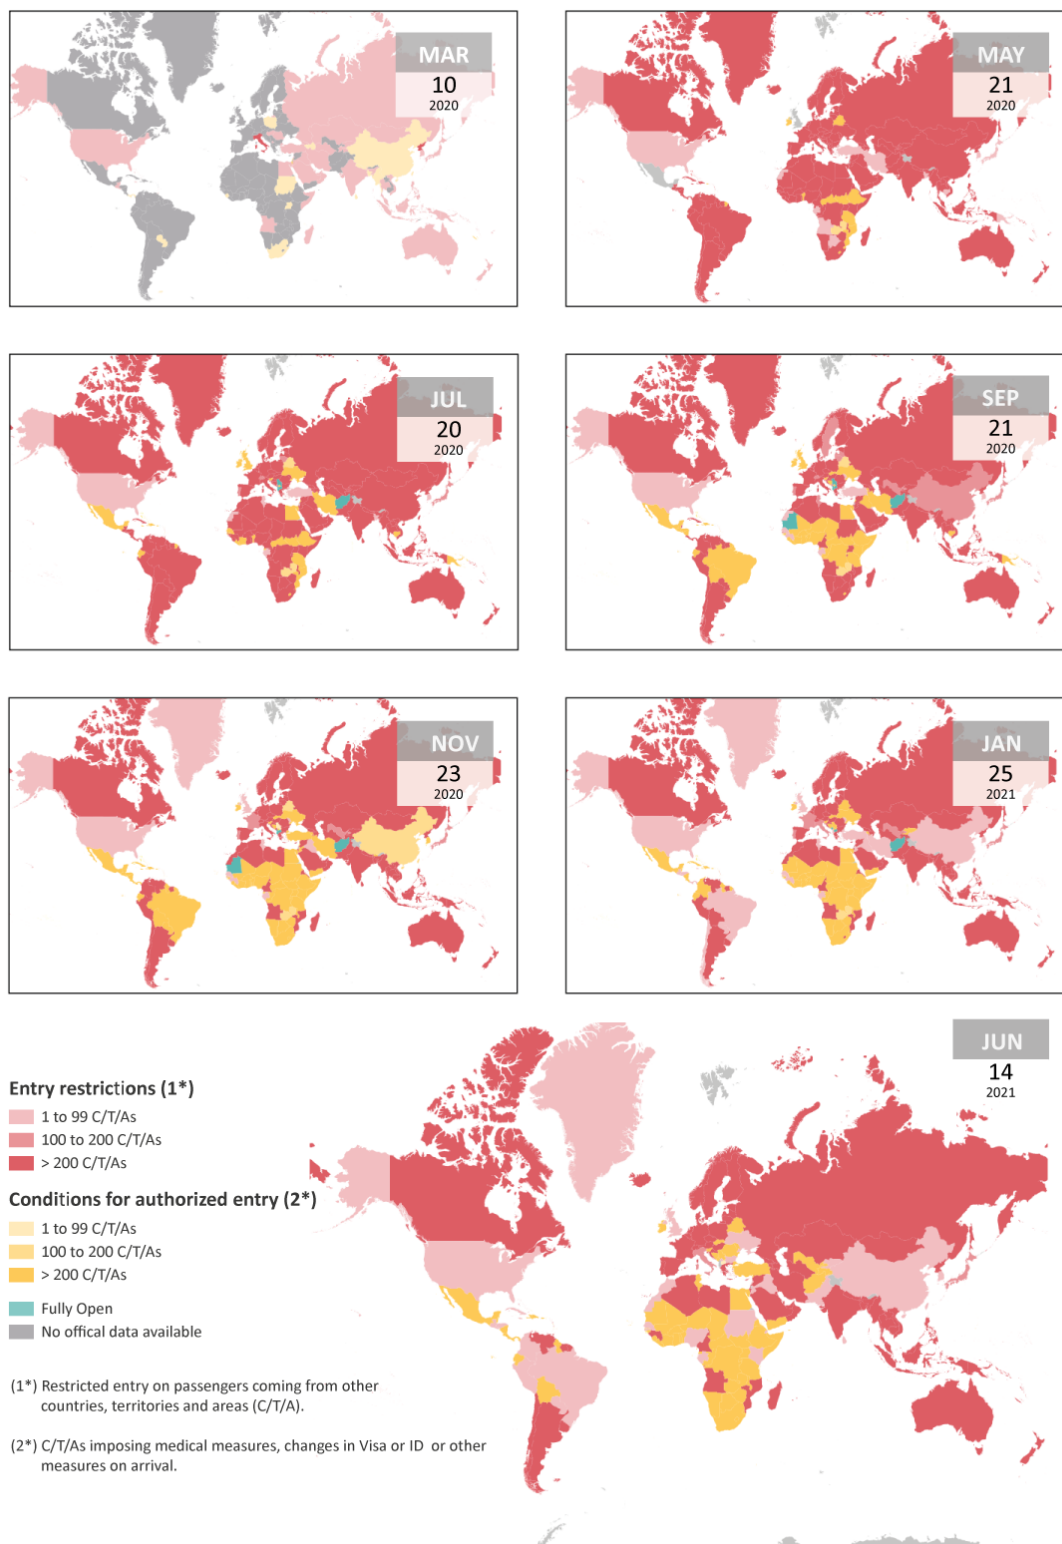 MAR
10
2020
MAY
21
2020
JUL
20
2020
SEP
21
2020
NOV
23
2020
JAN
25
2021
JUN
14
2021
Entry restrictions (1*)
1 to 99 C/T/As
100 to 200 C/T/As
> 200 C/T/As
Conditions for authorized entry (2*)
1 to 99 C/T/As
100 to 200 C/T/As
> 200 C/T/As
Fully Open
No offical data available
(1*) Restricted entry on passengers coming from other
countries, territories and areas (C/T/A).
(2*) C/T/As imposing medical measures, changes in Visa or ID or other
measures on arrival.